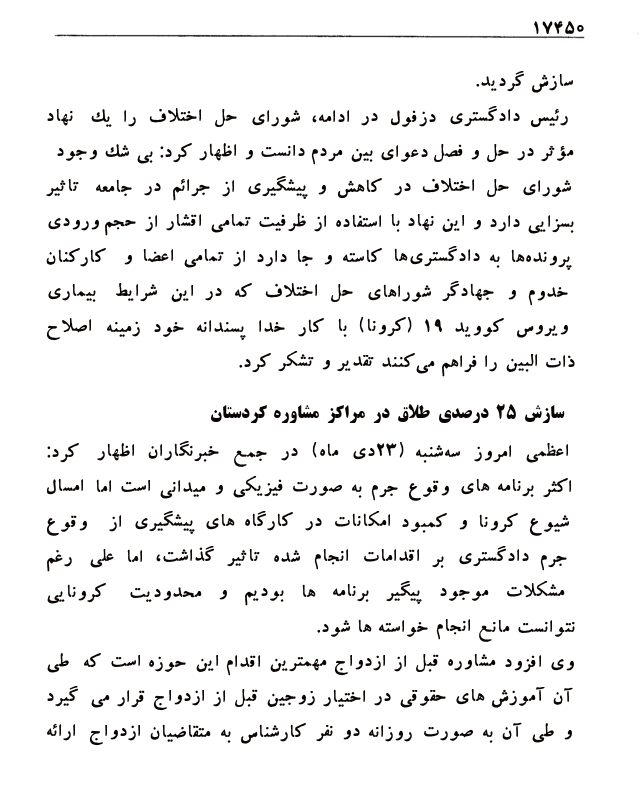 ۱۷۴۵۰
سازش گردید.
رئیس دادگستری دزفول در ادامه، شورای حل اختلاف را یك نهاد
مؤثر در حل و فصل دعوای بین مردم دانست و اظهار کرد: بی شك وجود
شورای حل اختلاف در کاهش و پیشگیری از جرائم در جامعه تاثیر
بسزایی دارد و این نهاد با استفاده از ظرفیت تمامی اقشار از حجم ورودی
پرونده‌ها به دادگستری‌ها کاسته و جا دارد از تمامی اعضا و کارکنان
خدوم و جهادگر شوراهای حل اختلاف که در این شرایط بیماری
ویروس کووید ۱۹ (کرونا) با کار خدا پسندانه خود زمینه اصلاح
ذات البین را فراهم می‌کنند تقدیر و تشکر کرد.
سازش ۲۵ درصدی طلاق در مراکز مشاوره کردستان
اعظمی امروز سه‌شنبه (۲۳دی ماه) در جمع خبرنگاران اظهار کرد:
اکثر برنامه های وقوع جرم به صورت فیزیکی و میدانی است اما امسال
شیوع کرونا و کمبود امکانات در کارگاه های پیشگیری از وقوع
جرم دادگستری بر اقدامات انجام شده تاثیر گذاشت، اما علی رغم
مشکلات موجود پیگیر برنامه ها بودیم و محدودیت کرونایی
نتوانست مانع انجام خواسته ها شود.
وی افزود مشاوره قبل از ازدواج مهمترین اقدام این حوزه است که طی
آن آموزش های حقوقی در اختیار زوجین قبل از ازدواج قرار می گیرد
و طی آن به صورت روزانه دو نفر کارشناس به متقاضیان ازدواج ارائه